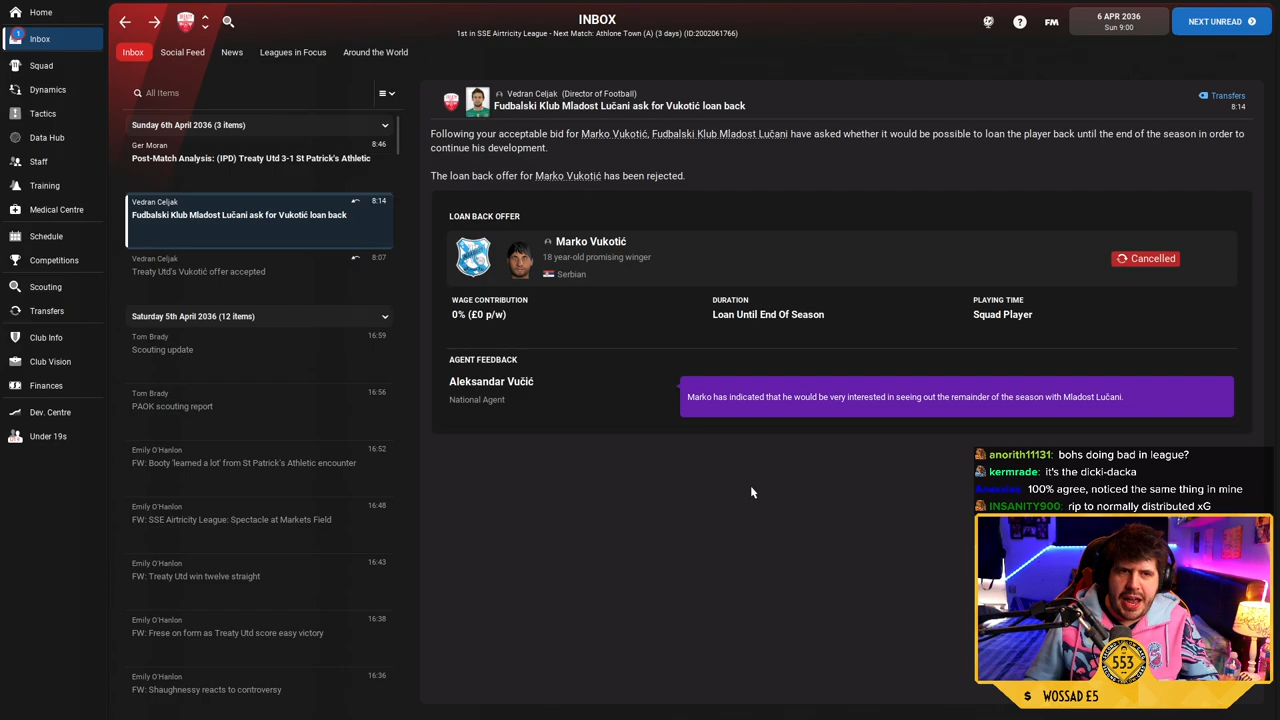 Home
1
Inbox
Squad
Dynamics
Tactics
Data Hub
Staff
Training
Medical Centre
Schedule
Competitions
Scouting
Transfers
Club Info
Club Vision
Finances
Dev. Centre
Under 19s
INBOX
1st in SSE Airtricity League - Next Match: Athlone Town (A) (3 days) (ID:2002061766)
?
FM
6 APR 2036
Sun 9:00
NEXT UNREAD
Inbox
Social Feed
News
Leagues in Focus
Around the World
All Items
Sunday 6th April 2036 (3 items)
Ger Moran
8:46
Post-Match Analysis: (IPD) Treaty Utd 3-1 St Patrick's Athletic
Vedran Celjak
8:14
Fudbalski Klub Mladost Lučani ask for Vukotić loan back
Vedran Celjak
8:07
Treaty Utd's Vukotić offer accepted
Saturday 5th April 2036 (12 items)
Tom Brady
16:59
Scouting update
Tom Brady
16:56
PAOK scouting report
Emily O'Hanlon
16:52
FW: Booty 'learned a lot' from St Patrick's Athletic encounter
Emily O'Hanlon
16:48
FW: SSE Airtricity League: Spectacle at Markets Field
Emily O'Hanlon
16:43
FW: Treaty Utd win twelve straight
Emily O'Hanlon
16:38
FW: Frese on form as Treaty Utd score easy victory
Emily O'Hanlon
16:36
FW: Shaughnessy reacts to controversy
Vedran Celjak (Director of Football)
Fudbalski Klub Mladost Lučani ask for Vukotić loan back
Transfers
8:14
Following your acceptable bid for Marko Vukotić, Fudbalski Klub Mladost Lučani have asked whether it would be possible to loan the player back until the end of the season in order to
continue his development.
The loan back offer for Marko Vukotić has been rejected.
LOAN BACK OFFER
Marko Vukotić
18 year-old promising winger
Serbian
Cancelled
WAGE CONTRIBUTION
0% (£0 p/w)
DURATION
Loan Until End Of Season
PLAYING TIME
Squad Player
AGENT FEEDBACK
Aleksandar Vučić
National Agent
Marko has indicated that he would be very interested in seeing out the remainder of the season with Mladost Lučani.
anorith11131: bohs doing bad in league?
kermrade: it's the dicki-dacka
100% agree, noticed the same thing in mine
INSANITY900: rip to normally distributed xG
553
$ WOSSAD £5